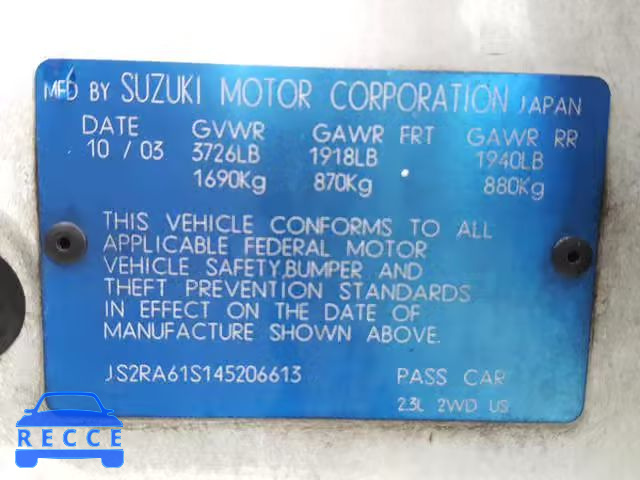 MFD BY SUZUKI MOTOR CORPORATION JAPAN
DATE GVWR GAWR FRT GAWR RR
10 / 03 3726LB 1918LB 1940LB
1690Kg 870Kg 880Kg
THIS VEHICLE CONFORMS TO ALL
APPLICABLE FEDERAL MOTOR
VEHICLE SAFETY,BUMPER AND
THEFT PREVENTION STANDARDS
IN EFFECT ON THE DATE OF
MANUFACTURE SHOWN ABOVE.
JS2RA61S145206613 PASS CAR
2.3L 2WD US
RECCE